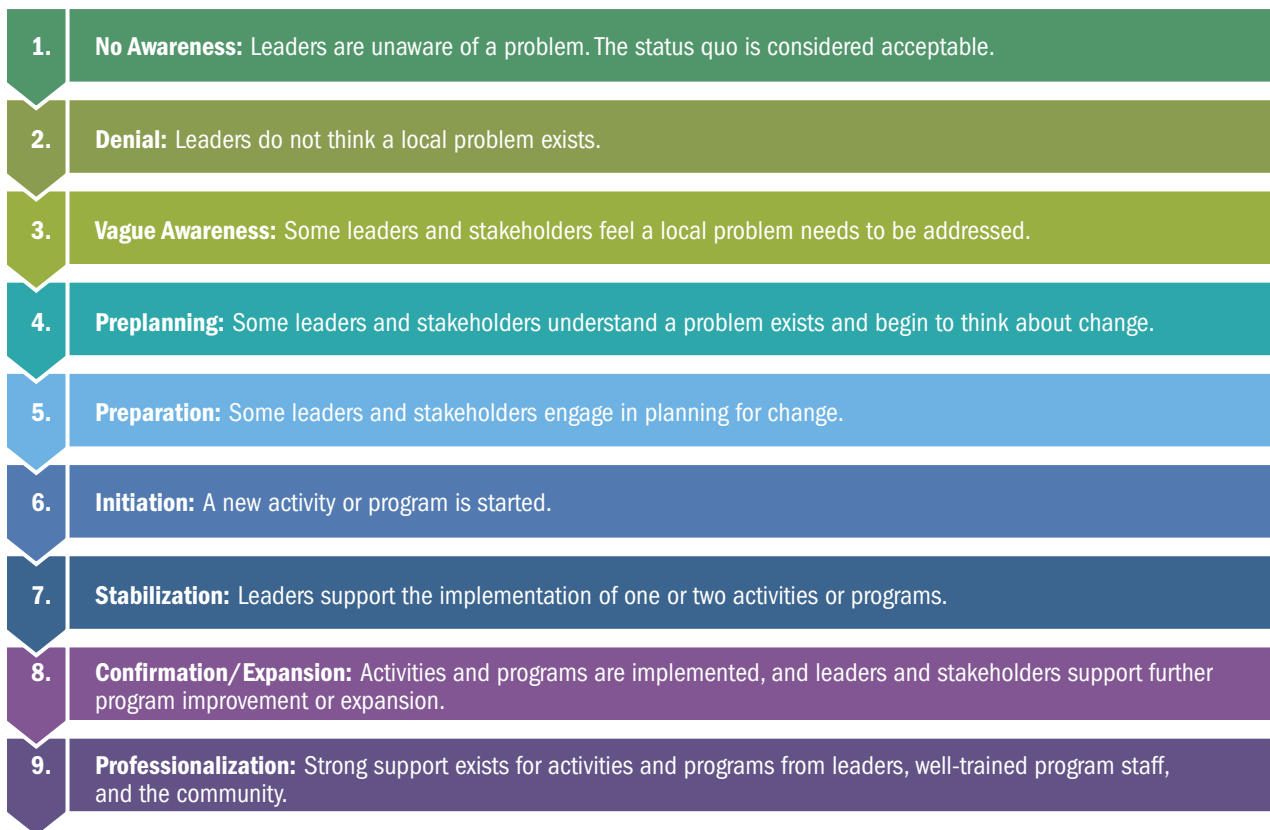 1. No Awareness: Leaders are unaware of a problem. The status quo is considered acceptable.
2. Denial: Leaders do not think a local problem exists.
3. Vague Awareness: Some leaders and stakeholders feel a local problem needs to be addressed.
4. Preplanning: Some leaders and stakeholders understand a problem exists and begin to think about change.
5. Preparation: Some leaders and stakeholders engage in planning for change.
6. Initiation: A new activity or program is started.
7. Stabilization: Leaders support the implementation of one or two activities or programs.
8. Confirmation/Expansion: Activities and programs are implemented, and leaders and stakeholders support further
program improvement or expansion.
9. Professionalization: Strong support exists for activities and programs from leaders, well-trained program staff,
and the community.